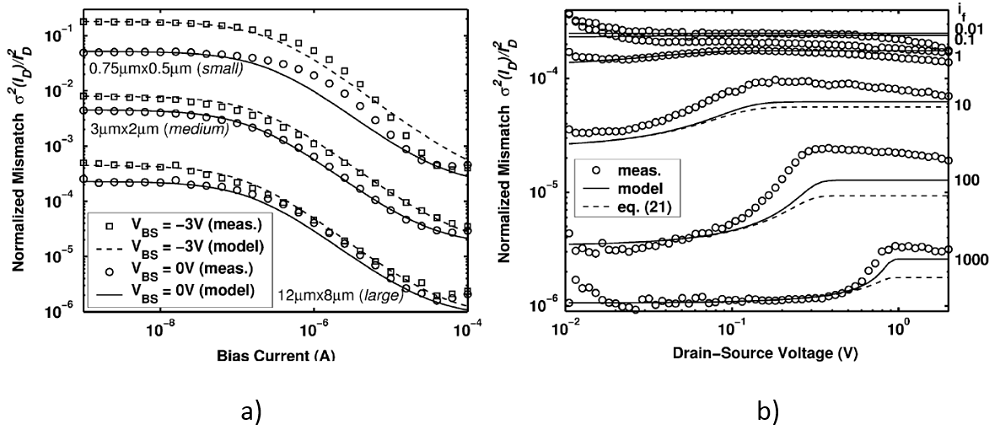 Normalized Mismatch σ²(I_D)/I²_D
10⁰
10⁻¹
10⁻²
10⁻³
10⁻⁴
10⁻⁵
10⁻⁶
0.75μmx0.5μm (small)
3μmx2μm (medium)
12μmx8μm (large)
V_BS = −3V (meas.)
V_BS = −3V (model)
V_BS = 0V (meas.)
V_BS = 0V (model)
10⁻⁸
10⁻⁶
10⁻⁴
Bias Current (A)
a)
Normalized Mismatch σ²(I_D)/I²_D
10⁻⁴
10⁻⁵
10⁻⁶
i_f
0.01
0.1
1
10
100
1000
meas.
model
eq. (21)
10⁻²
10⁻¹
10⁰
Drain−Source Voltage (V)
b)